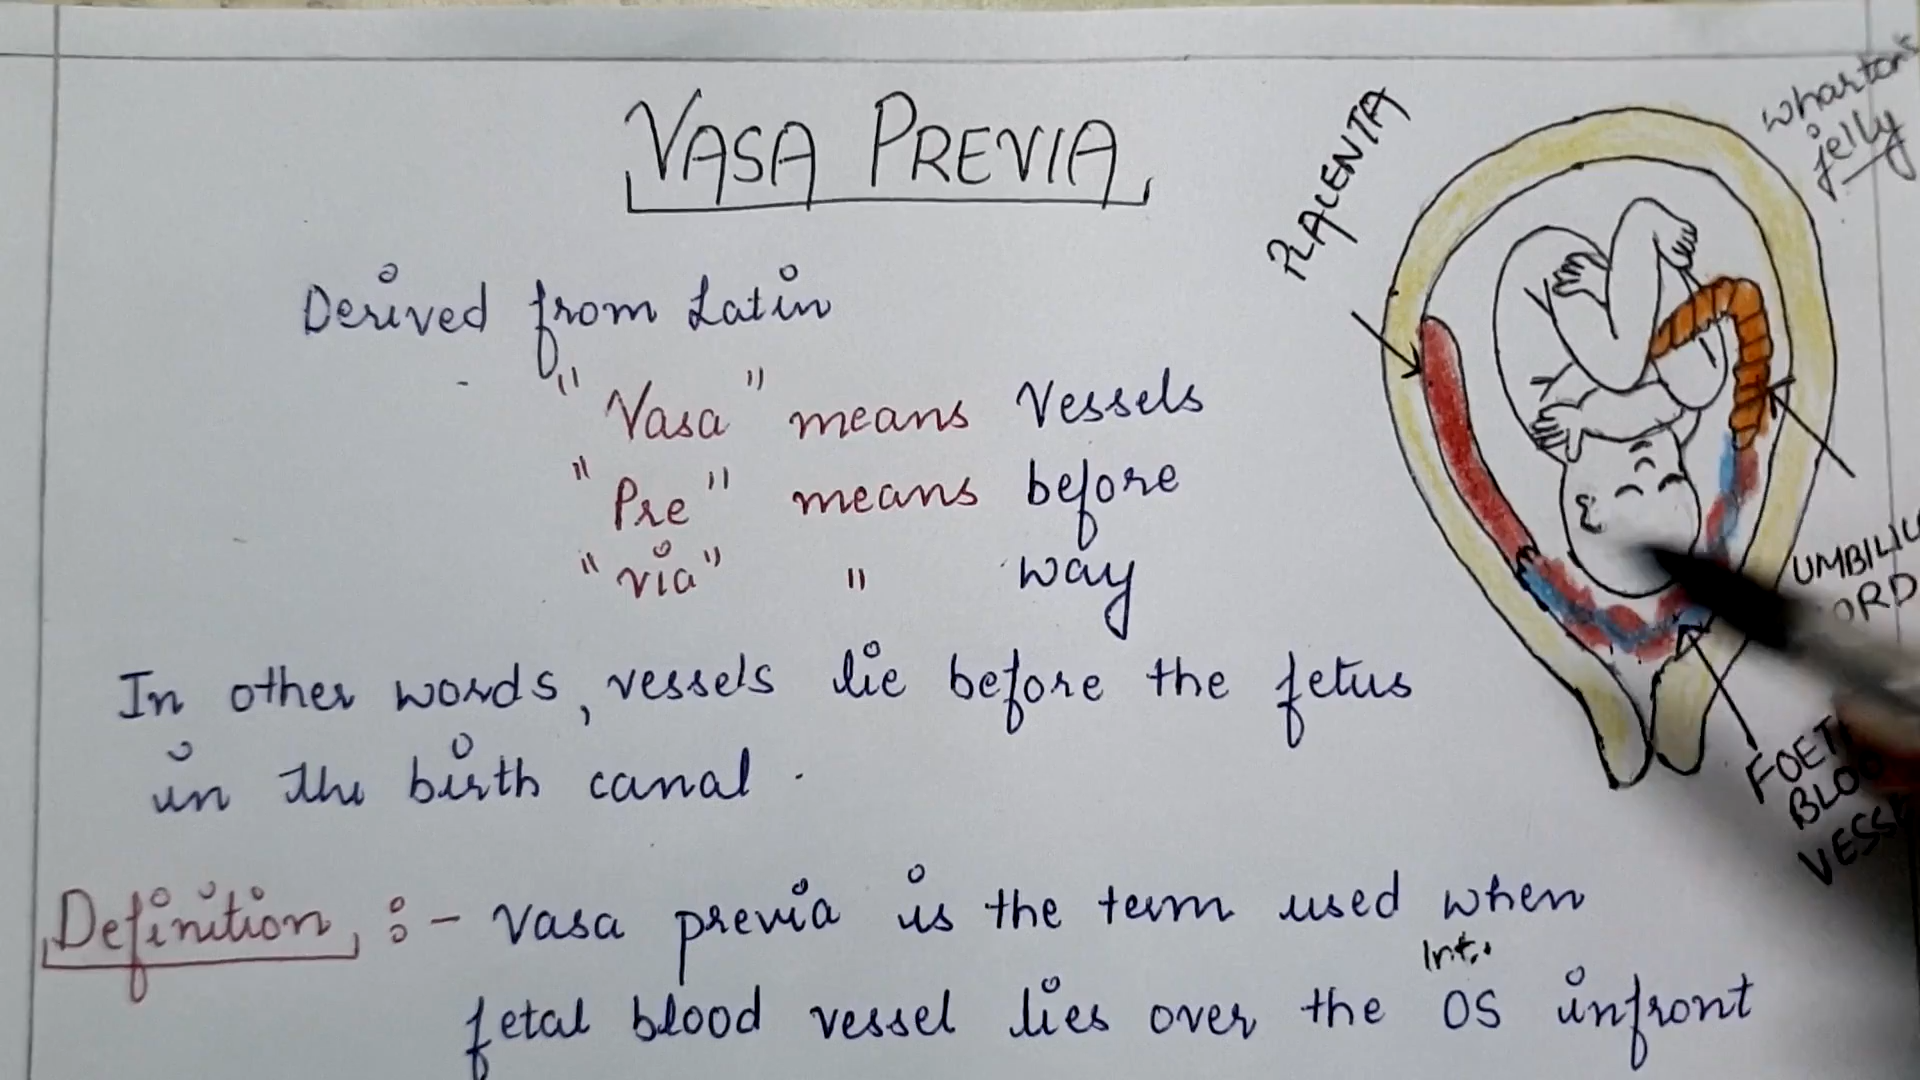 VASA PREVIA
Derived from Latin
"Vasa" means Vessels
"Pre" means before
"via" " way
In other words, vessels lie before the fetus
in the birth canal.
Definition :- Vasa previa is the term used when
Int.
fetal blood vessel lies over the OS infront
PLACENTA
Wharton's
jelly